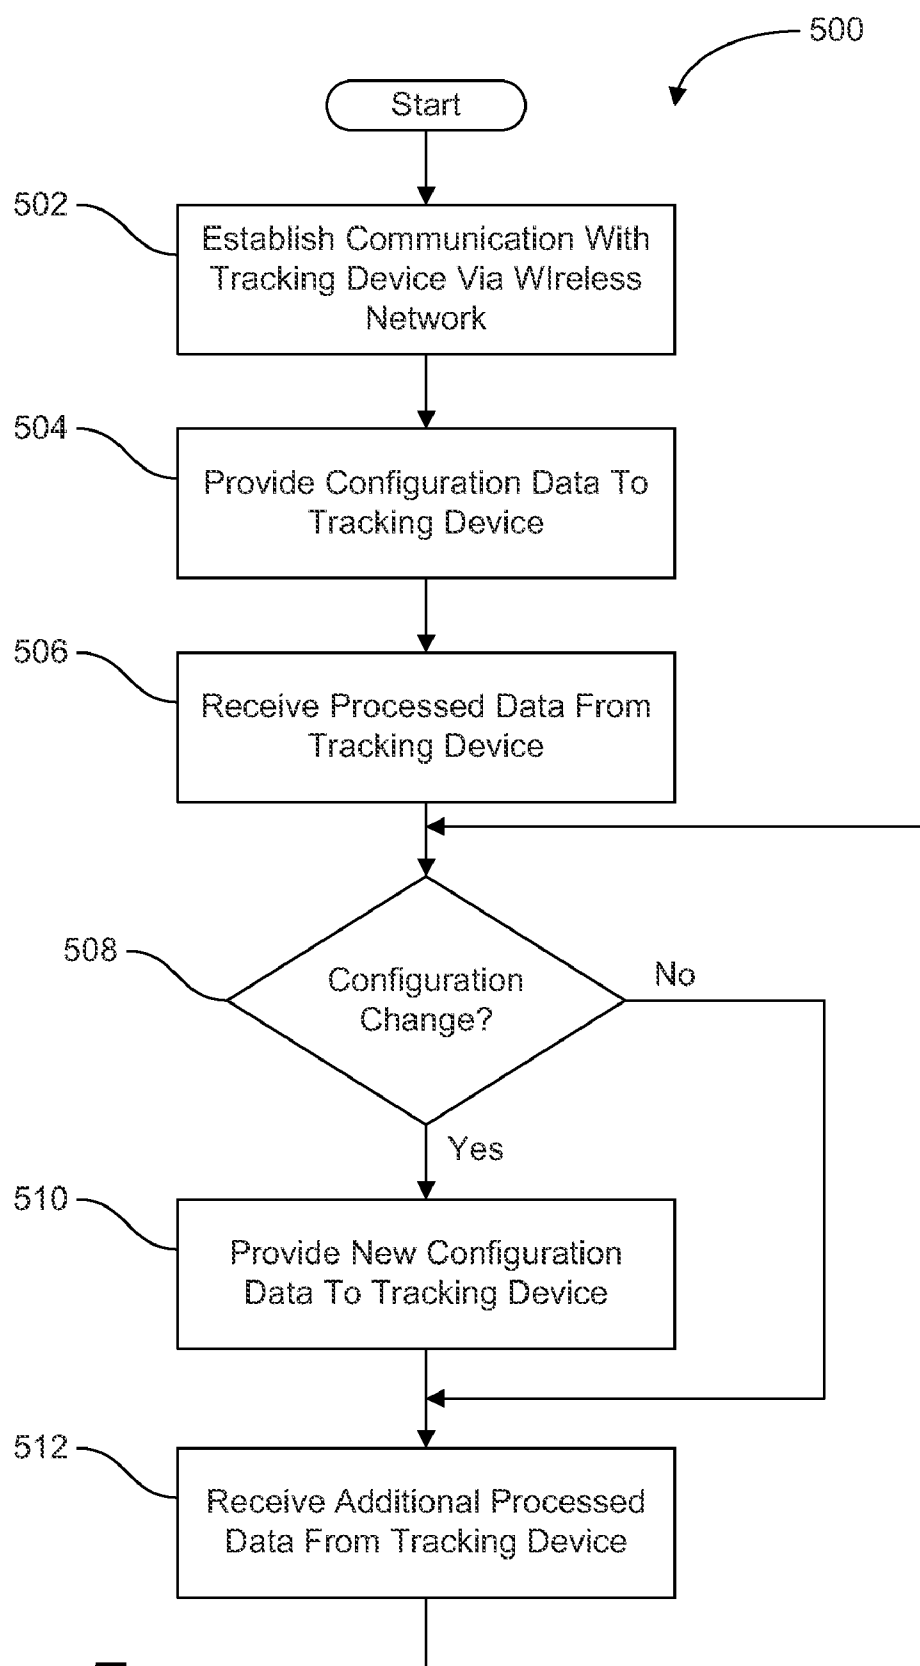 500
Start
502
Establish Communication With
Tracking Device Via WIreless
Network
504
Provide Configuration Data To
Tracking Device
506
Receive Processed Data From
Tracking Device
508
Configuration
Change?
No
Yes
510
Provide New Configuration
Data To Tracking Device
512
Receive Additional Processed
Data From Tracking Device